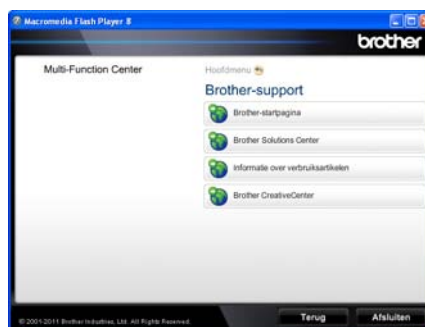 Macromedia Flash Player 8
brother
Multi-Function Center
Hoofdmenu
Brother-support
Brother-startpagina
Brother Solutions Center
Informatie over verbruiksartikelen
Brother CreativeCenter
© 2001-2011 Brother Industries, Ltd. All Rights Reserved.
Terug
Afsluiten